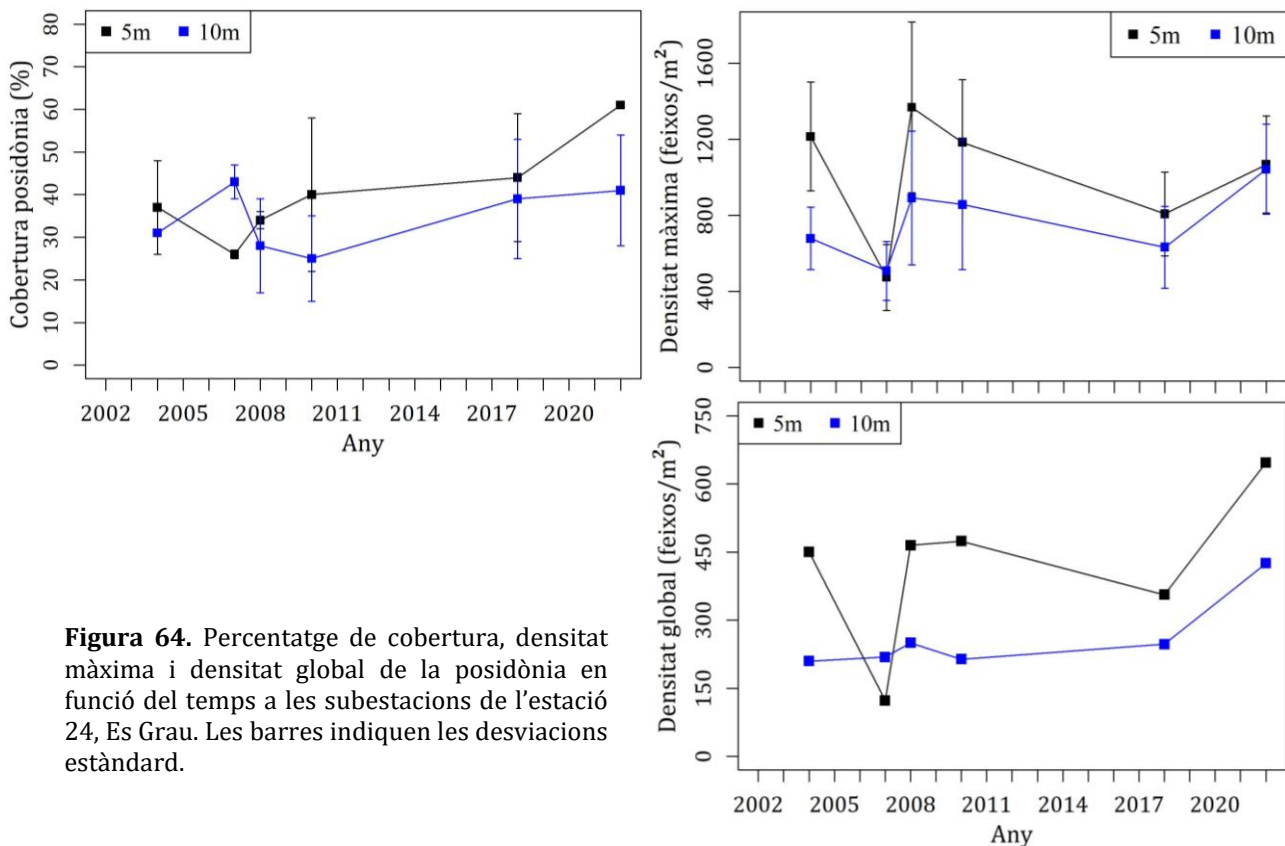 Cobertura posidònia (%)
80
70
60
50
40
30
20
10
0
5m 10m
2002 2005 2008 2011 2014 2017 2020
Any
Densitat màxima (feixos/m²)
1600
1200
800
400
0
5m 10m
Densitat global (feixos/m²)
750
600
450
300
150
0
5m 10m
2002 2005 2008 2011 2014 2017 2020
Any
Figura 64. Percentatge de cobertura, densitat
màxima i densitat global de la posidònia en
funció del temps a les subestacions de l’estació
24, Es Grau. Les barres indiquen les desviacions
estàndard.